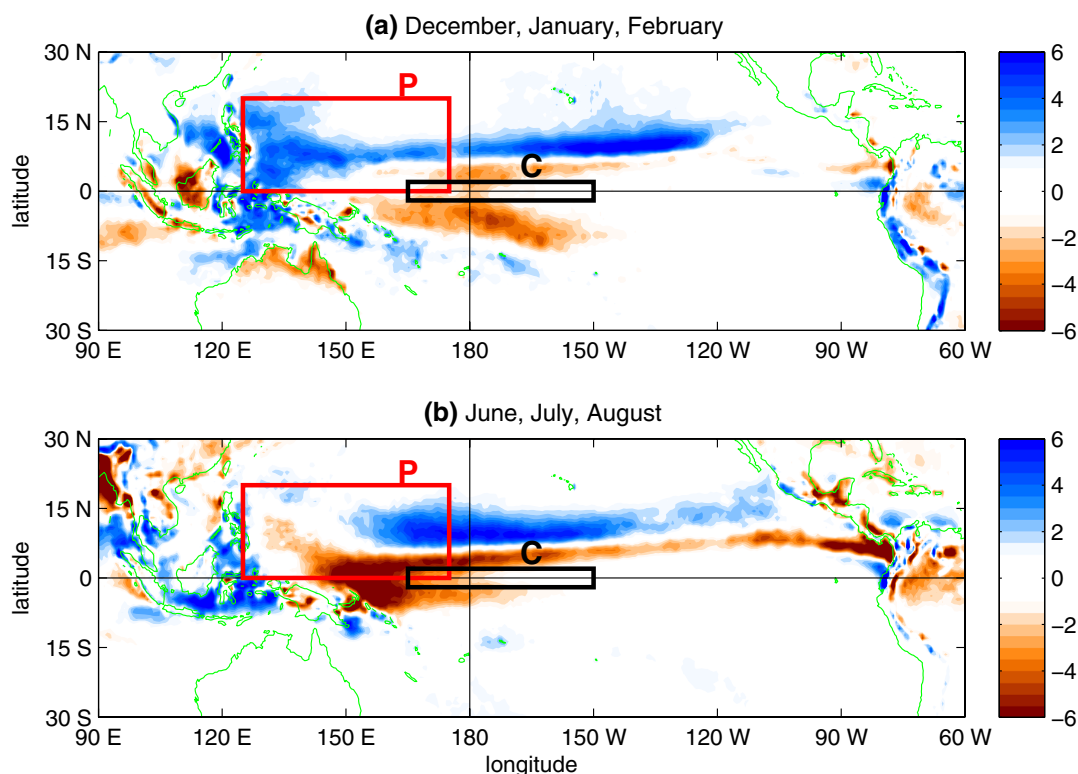 (a) December, January, February
30 N
15 N
0
15 S
30 S
latitude
90 E 120 E 150 E 180 150 W 120 W 90 W 60 W
P
C
6
4
2
0
−2
−4
−6
(b) June, July, August
30 N
15 N
0
15 S
30 S
latitude
90 E 120 E 150 E 180 150 W 120 W 90 W 60 W
longitude
P
C
6
4
2
0
−2
−4
−6